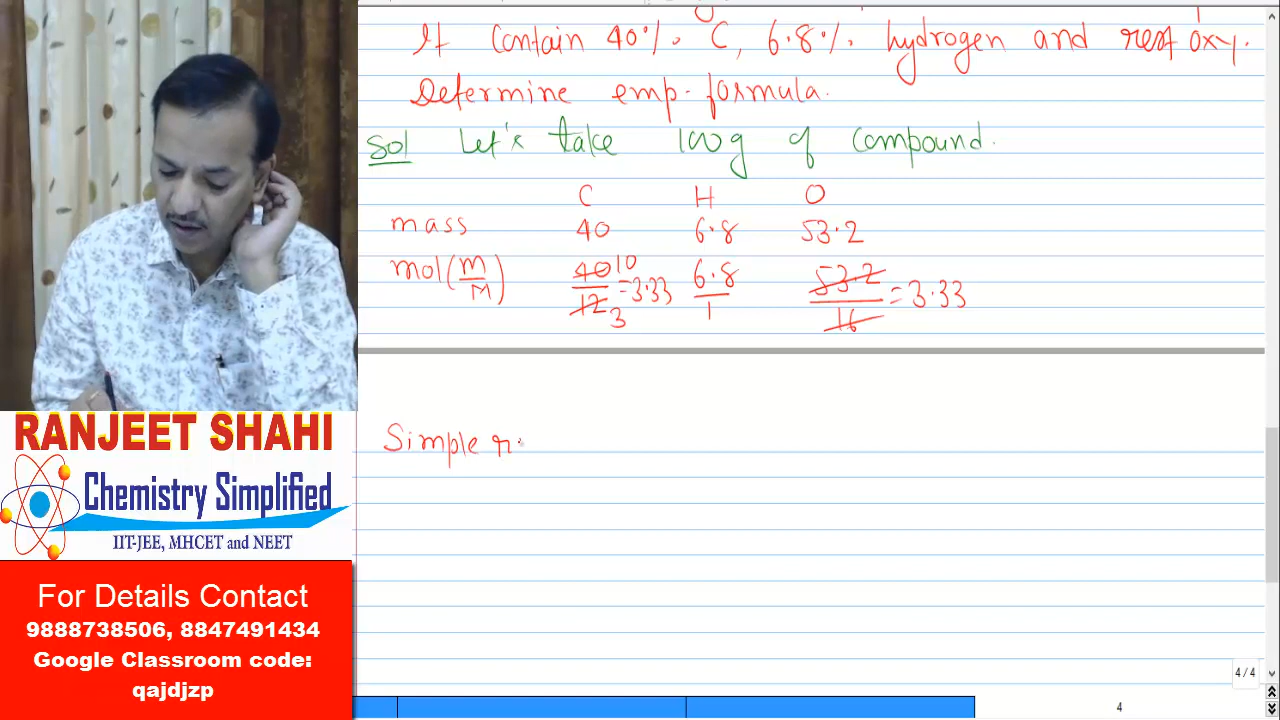 It Contain 40% C, 6.8% hydrogen and rest oxy.
Determine emp. formula.
Sol Let's take 100g of compound.
C H O
mass 40 6.8 53.2
mol(m/M) 40/12 10/3 =3.33 6.8/1 53.2/16 =3.33
Simple r
RANJEET SHAHI
Chemistry Simplified
IIT-JEE, MHCET and NEET
For Details Contact
9888738506, 8847491434
Google Classroom code:
qajdjzp
4/4
4